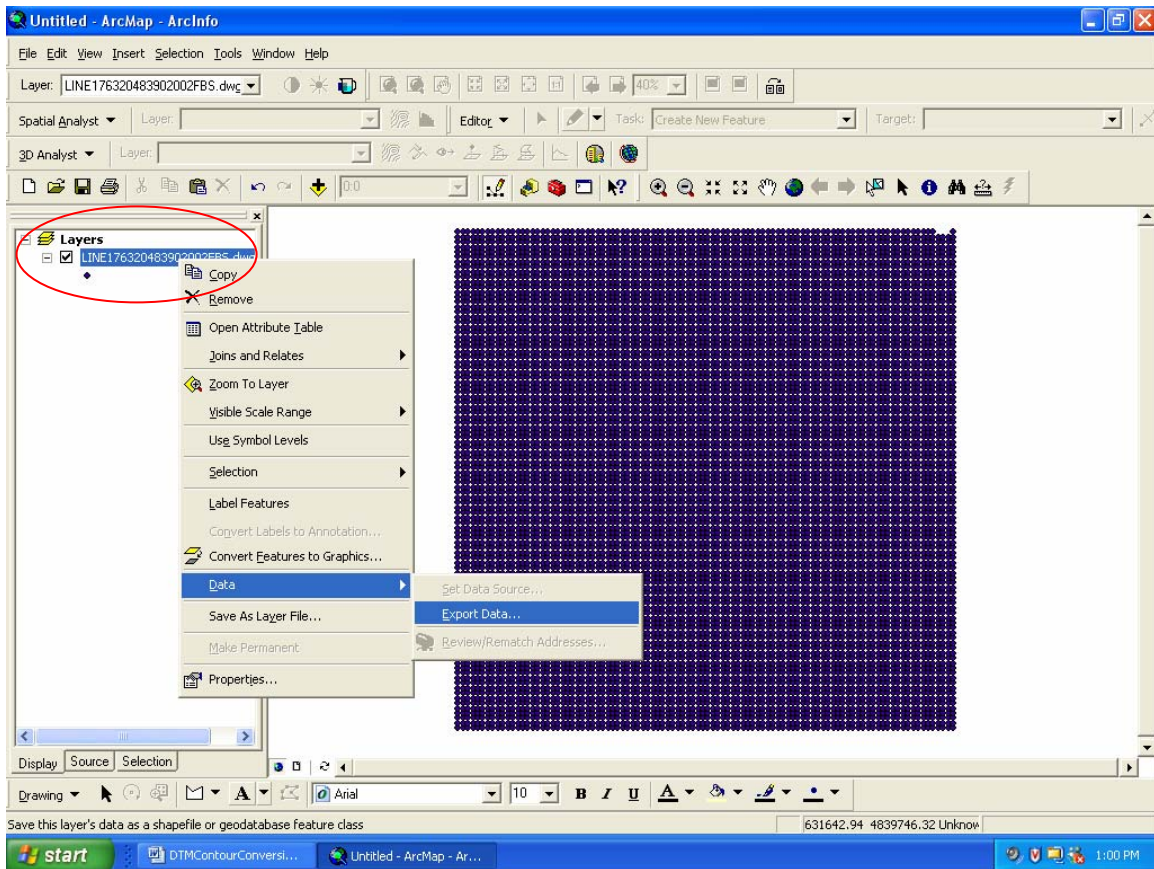 Untitled - ArcMap - ArcInfo
File Edit View Insert Selection Tools Window Help
Layer: LINE176320483902002FBS.dwg 40%
Spatial Analyst Layer: Editor Task: Create New Feature Target:
3D Analyst Layer:
0:0
Layers
LINE176320483902002FBS.dwg
Copy
Remove
Open Attribute Table
Joins and Relates
Zoom To Layer
Visible Scale Range
Use Symbol Levels
Selection
Label Features
Convert Labels to Annotation...
Convert Features to Graphics...
Data
Set Data Source...
Save As Layer File...
Export Data...
Make Permanent
Review/Rematch Addresses...
Properties...
Display Source Selection
Drawing A Arial 10 B I U A
Save this layer's data as a shapefile or geodatabase feature class 631642.94 4839746.32 Unknow
start DTMContourConversi... Untitled - ArcMap - Ar... 1:00 PM